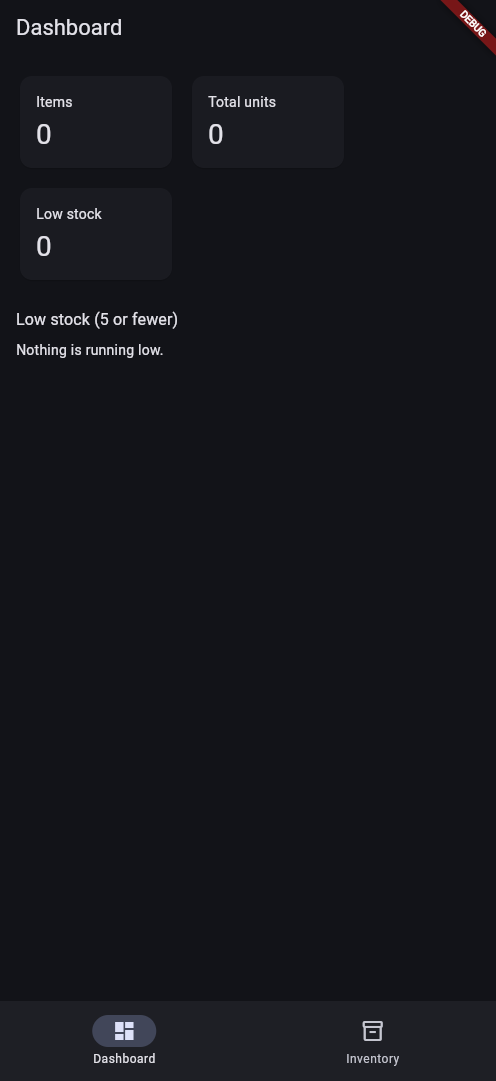 Dashboard
DEBUG
Items
0
Total units
0
Low stock
0
Low stock (5 or fewer)
Nothing is running low.
Dashboard
Inventory